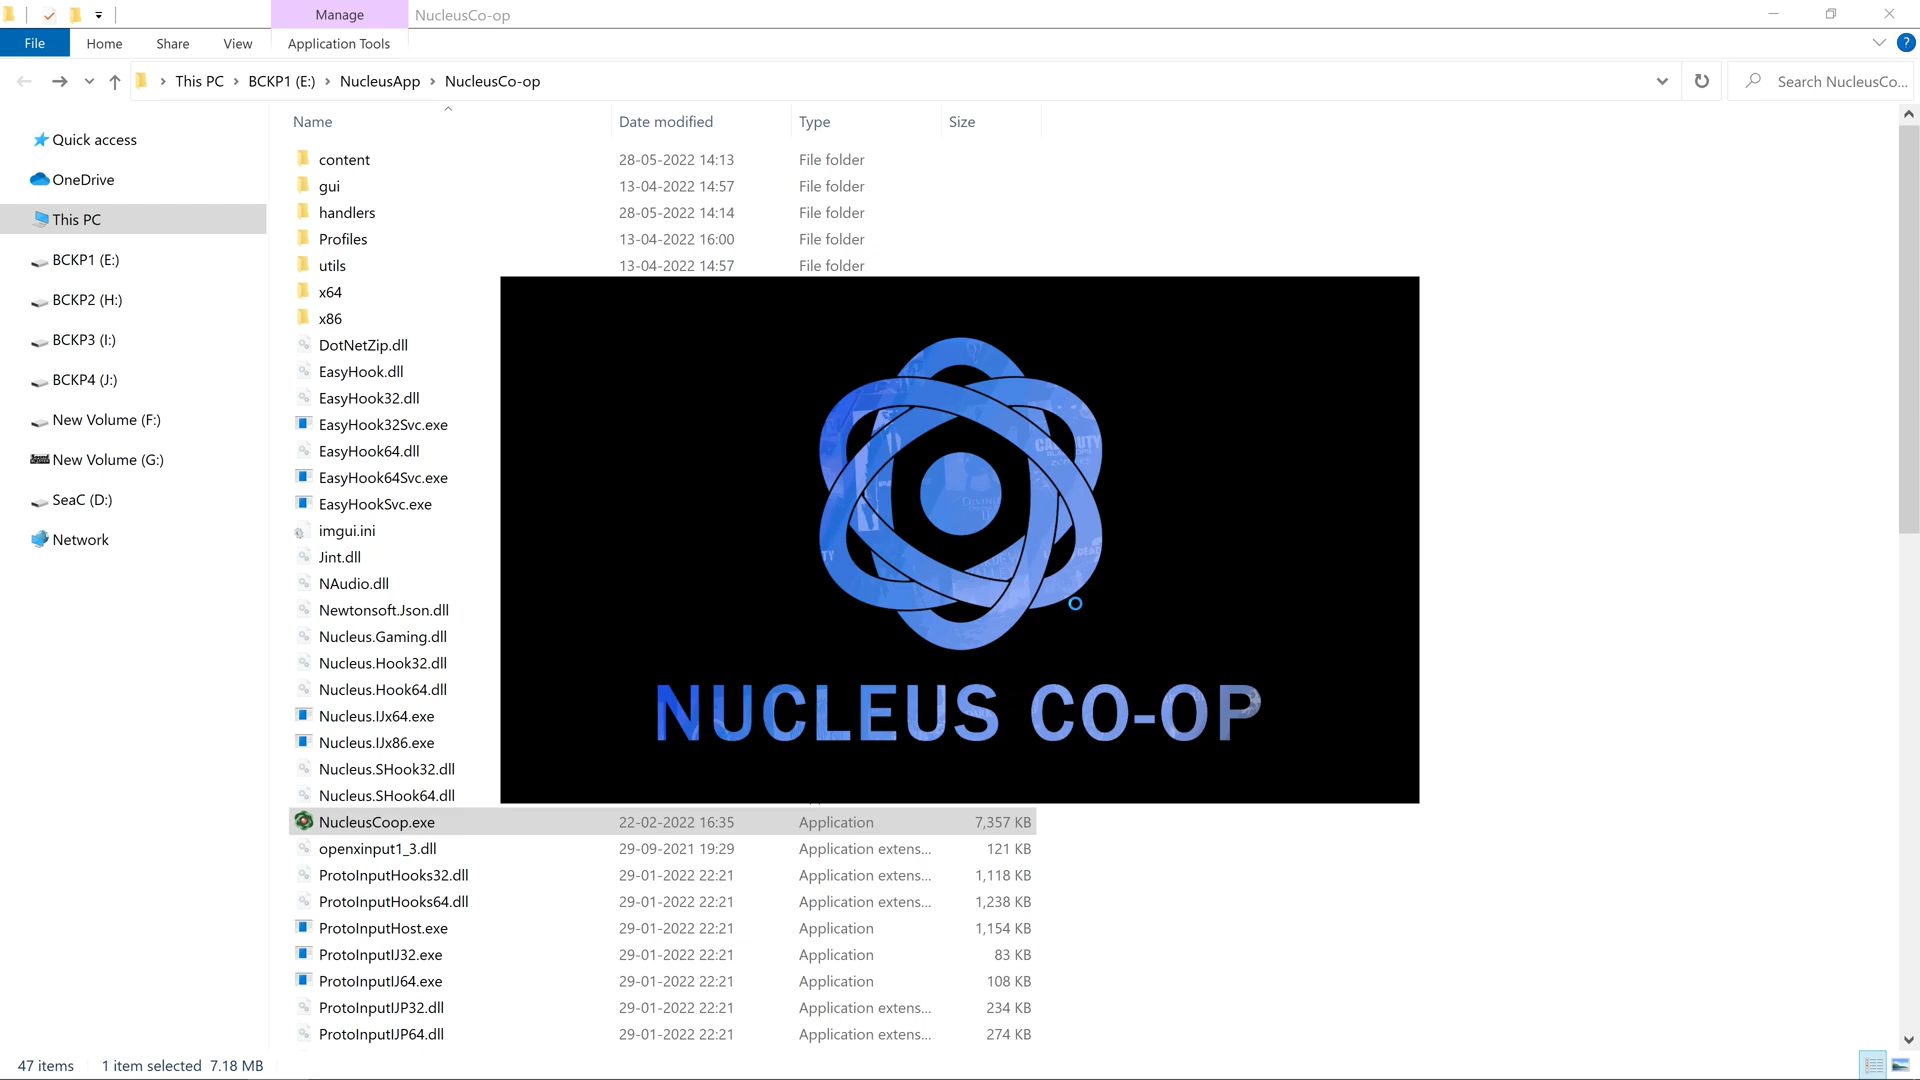 Manage
NucleusCo-op
File
Home
Share
View
Application Tools
?
This PC
BCKP1 (E:)
NucleusApp
NucleusCo-op
Search NucleusCo...
Name
Date modified
Type
Size
Quick access
OneDrive
This PC
BCKP1 (E:)
BCKP2 (H:)
BCKP3 (I:)
BCKP4 (J:)
New Volume (F:)
New Volume (G:)
SeaC (D:)
Network
content 28-05-2022 14:13 File folder
gui 13-04-2022 14:57 File folder
handlers 28-05-2022 14:14 File folder
Profiles 13-04-2022 16:00 File folder
utils 13-04-2022 14:57 File folder
x64
x86
DotNetZip.dll
EasyHook.dll
EasyHook32.dll
EasyHook32Svc.exe
EasyHook64.dll
EasyHook64Svc.exe
EasyHookSvc.exe
imgui.ini
Jint.dll
NAudio.dll
Newtonsoft.Json.dll
Nucleus.Gaming.dll
Nucleus.Hook32.dll
Nucleus.Hook64.dll
Nucleus.IJx64.exe
Nucleus.IJx86.exe
Nucleus.SHook32.dll
Nucleus.SHook64.dll
NUCLEUS CO-OP
NucleusCoop.exe 22-02-2022 16:35 Application 7,357 KB
openxinput1_3.dll 29-09-2021 19:29 Application extens... 121 KB
ProtoInputHooks32.dll 29-01-2022 22:21 Application extens... 1,118 KB
ProtoInputHooks64.dll 29-01-2022 22:21 Application extens... 1,238 KB
ProtoInputHost.exe 29-01-2022 22:21 Application 1,154 KB
ProtoInputIJ32.exe 29-01-2022 22:21 Application 83 KB
ProtoInputIJ64.exe 29-01-2022 22:21 Application 108 KB
ProtoInputIJP32.dll 29-01-2022 22:21 Application extens... 234 KB
ProtoInputIJP64.dll 29-01-2022 22:21 Application extens... 274 KB
47 items 1 item selected 7.18 MB